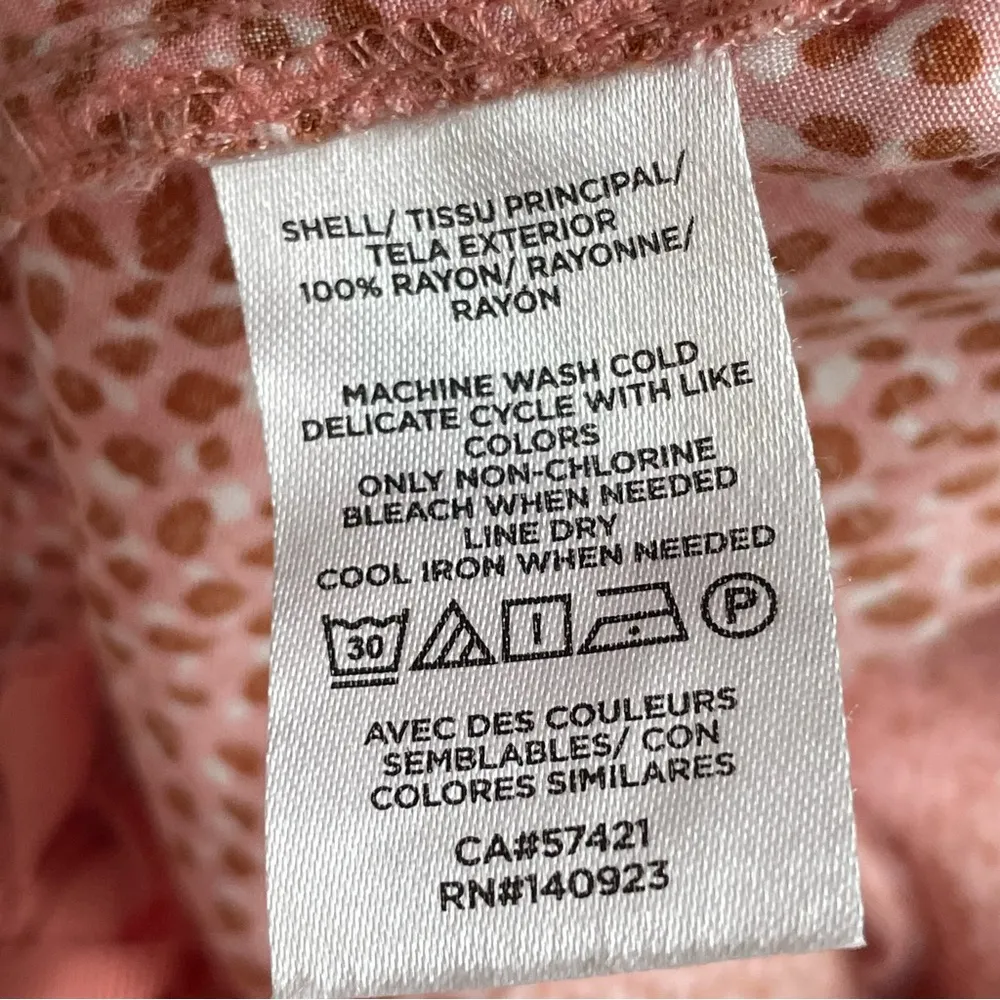 SHELL/ TISSU PRINCIPAL/
TELA EXTERIOR
100% RAYON/ RAYONNE/
RAYÓN
MACHINE WASH COLD
DELICATE CYCLE WITH LIKE
COLORS
ONLY NON-CHLORINE
BLEACH WHEN NEEDED
LINE DRY
COOL IRON WHEN NEEDED
30 P
AVEC DES COULEURS
SEMBLABLES/ CON
COLORES SIMILARES
CA#57421
RN#140923